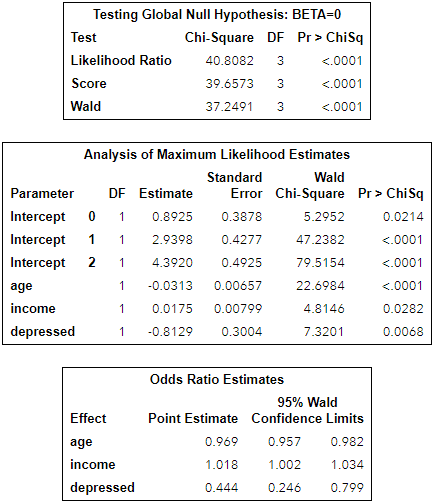 Testing Global Null Hypothesis: BETA=0
Test Chi-Square DF Pr > ChiSq
Likelihood Ratio 40.8082 3 <.0001
Score 39.6573 3 <.0001
Wald 37.2491 3 <.0001
Analysis of Maximum Likelihood Estimates
Parameter DF Estimate Standard Error Wald Chi-Square Pr > ChiSq
Intercept 0 1 0.8925 0.3878 5.2952 0.0214
Intercept 1 1 2.9398 0.4277 47.2382 <.0001
Intercept 2 1 4.3920 0.4925 79.5154 <.0001
age 1 -0.0313 0.00657 22.6984 <.0001
income 1 0.0175 0.00799 4.8146 0.0282
depressed 1 -0.8129 0.3004 7.3201 0.0068
Odds Ratio Estimates
Effect Point Estimate 95% Wald Confidence Limits
age 0.969 0.957 0.982
income 1.018 1.002 1.034
depressed 0.444 0.246 0.799